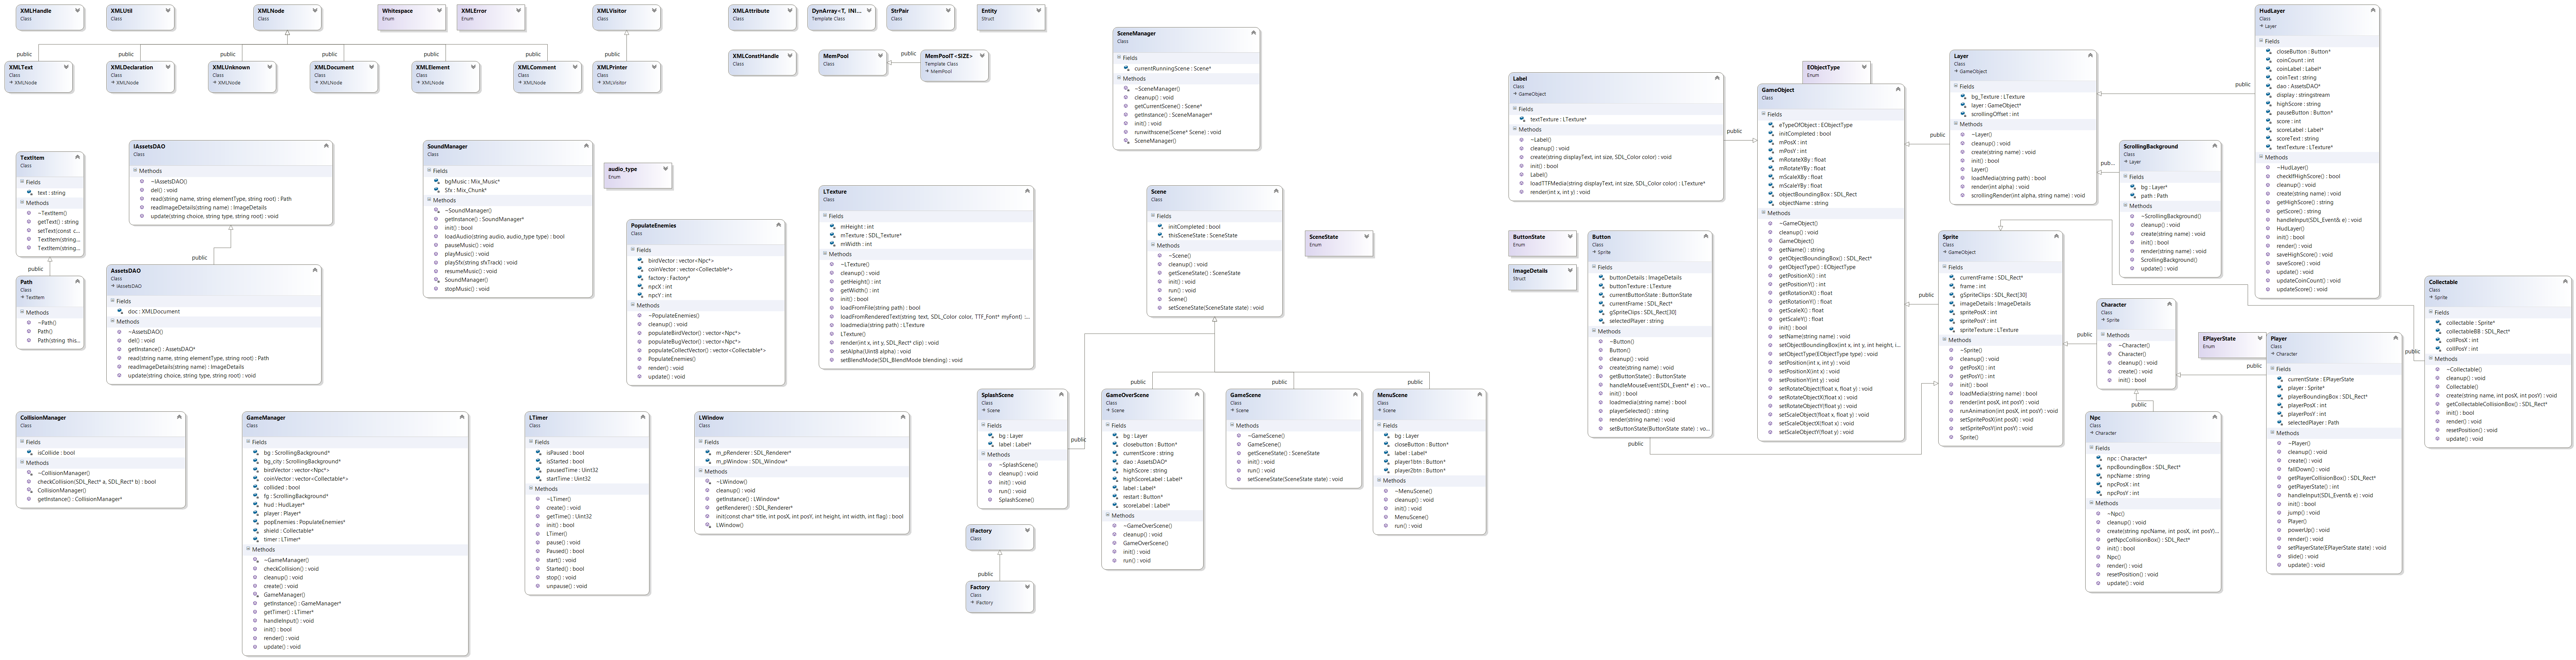 XMLHandle
Class
XMLUtil
Class
XMLNode
Class
Whitespace
Enum
XMLError
Enum
XMLVisitor
Class
XMLAttribute
Class
DynArray<T, INI...
Template Class
StrPair
Class
Entity
Struct
public
public
public
public
public
public
public
XMLText
Class
XMLNode
XMLDeclaration
Class
XMLNode
XMLUnknown
Class
XMLNode
XMLDocument
Class
XMLNode
XMLElement
Class
XMLNode
XMLComment
Class
XMLNode
XMLPrinter
Class
XMLVisitor
XMLConstHandle
Class
MemPool
Class
public
MemPoolT<SIZE>
Template Class
MemPool
SceneManager
Class
Fields
currentRunningScene : Scene*
Methods
~SceneManager()
cleanup() : void
getCurrentScene() : Scene*
getInstance() : SceneManager*
init() : void
runwithscene(Scene* Scene) : void
SceneManager()
TextItem
Class
Fields
text : string
Methods
~TextItem()
getText() : string
setText(const c...
TextItem(string...
TextItem(string...
public
Path
Class
TextItem
Methods
~Path()
Path()
Path(string this...
IAssetsDAO
Class
Methods
~IAssetsDAO()
del() : void
read(string name, string elementType, string root) : Path
readImageDetails(string name) : ImageDetails
update(string choice, string type, string root) : void
public
AssetsDAO
Class
IAssetsDAO
Fields
doc : XMLDocument
Methods
~AssetsDAO()
del() : void
getInstance() : AssetsDAO*
read(string name, string elementType, string root) : Path
readImageDetails(string name) : ImageDetails
update(string choice, string type, string root) : void
SoundManager
Class
Fields
bgMusic : Mix_Music*
Sfx : Mix_Chunk*
Methods
~SoundManager()
getInstance() : SoundManager*
init() : bool
loadAudio(string audio, audio_type type) : bool
pauseMusic() : void
playMusic() : void
playSfx(string sfxTrack) : void
resumeMusic() : void
SoundManager()
stopMusic() : void
audio_type
Enum
PopulateEnemies
Class
Fields
birdVector : vector<Npc*>
coinVector : vector<Collectable*>
factory : Factory*
npcX : int
npcY : int
Methods
~PopulateEnemies()
cleanup() : void
populateBirdVector() : vector<Npc*>
populateBugVector() : vector<Npc*>
populateCollectVector() : vector<Collectable*>
PopulateEnemies()
render() : void
update() : void
LTexture
Class
Fields
mHeight : int
mTexture : SDL_Texture*
mWidth : int
Methods
~LTexture()
cleanup() : void
getHeight() : int
getWidth() : int
init() : bool
loadFromFile(string path) : bool
loadFromRenderedText(string text, SDL_Color color, TTF_Font* myFont) :...
loadmedia(string path) : LTexture
LTexture()
render(int x, int y, SDL_Rect* clip) : void
setAlpha(Uint8 alpha) : void
setBlendMode(SDL_BlendMode blending) : void
Scene
Class
Fields
initCompleted : bool
thisSceneState : SceneState
Methods
~Scene()
cleanup() : void
getSceneState() : SceneState
init() : void
run() : void
Scene()
setSceneState(SceneState state) : void
SceneState
Enum
CollisionManager
Class
Fields
isCollide : bool
Methods
~CollisionManager()
checkCollision(SDL_Rect* a, SDL_Rect* b) : bool
CollisionManager()
getInstance() : CollisionManager*
GameManager
Class
Fields
bg : ScrollingBackground*
bg_city : ScrollingBackground*
birdVector : vector<Npc*>
coinVector : vector<Collectable*>
collided : bool
fg : ScrollingBackground*
hud : HudLayer*
player : Player*
popEnemies : PopulateEnemies*
shield : Collectable*
timer : LTimer*
Methods
~GameManager()
checkCollision() : void
cleanup() : void
create() : void
GameManager()
getInstance() : GameManager*
getTimer() : LTimer*
handleInput() : void
init() : bool
render() : void
update() : void
LTimer
Class
Fields
isPaused : bool
isStarted : bool
pausedTime : Uint32
startTime : Uint32
Methods
~LTimer()
create() : void
getTime() : Uint32
init() : bool
LTimer()
pause() : void
Paused() : bool
start() : void
Started() : bool
stop() : void
unpause() : void
LWindow
Class
Fields
m_pRenderer : SDL_Renderer*
m_pWindow : SDL_Window*
Methods
~LWindow()
cleanup() : void
getInstance() : LWindow*
getRenderer() : SDL_Renderer*
init(const char* title, int posX, int posY, int height, int width, int flag) : bool
LWindow()
SplashScene
Class
Scene
Fields
bg : Layer
label : Label*
Methods
~SplashScene()
cleanup() : void
init() : void
run() : void
SplashScene()
public
IFactory
Class
public
Factory
Class
IFactory
public
GameOverScene
Class
Scene
Fields
bg : Layer
closebutton : Button*
currentScore : string
dao : AssetsDAO*
highScore : string
highScoreLabel : Label*
label : Label*
restart : Button*
scoreLabel : Label*
Methods
~GameOverScene()
cleanup() : void
GameOverScene()
init() : void
run() : void
public
GameScene
Class
Scene
Methods
~GameScene()
GameScene()
getSceneState() : SceneState
init() : void
run() : void
setSceneState(SceneState state) : void
public
MenuScene
Class
Scene
Fields
bg : Layer
closeButton : Button*
label : Label*
player1btn : Button*
player2btn : Button*
Methods
~MenuScene()
cleanup() : void
init() : void
MenuScene()
run() : void
Label
Class
GameObject
Fields
textTexture : LTexture*
Methods
~Label()
cleanup() : void
create(string displayText, int size, SDL_Color color) : void
init() : bool
Label()
loadTTFMedia(string displayText, int size, SDL_Color color) : LTexture*
render(int x, int y) : void
public
ButtonState
Enum
ImageDetails
Struct
Button
Class
Sprite
Fields
buttonDetails : ImageDetails
buttonTexture : LTexture
currentButtonState : ButtonState
currentFrame : SDL_Rect*
gSpriteClips : SDL_Rect[30]
selectedPlayer : string
Methods
~Button()
Button()
cleanup() : void
create(string name) : void
getButtonState() : ButtonState
handleMouseEvent(SDL_Event* e) : vo...
init() : bool
loadmedia(string name) : bool
playerSelected() : string
render(string name) : void
setButtonState(ButtonState state) : vo...
public
EObjectType
Enum
GameObject
Class
Fields
eTypeOfObject : EObjectType
initCompleted : bool
mPosX : int
mPosY : int
mRotateXBy : float
mRotateYBy : float
mScaleXBy : float
mScaleYBy : float
objectBoundingBox : SDL_Rect
objectName : string
Methods
~GameObject()
cleanup() : void
GameObject()
getName() : string
getObjectBoundingBox() : SDL_Rect*
getObjectType() : EObjectType
getPositionX() : int
getPositionY() : int
getRotationX() : float
getRotationY() : float
getScaleX() : float
getScaleY() : float
init() : bool
setName(string name) : void
setObjectBoundingBox(int x, int y, int height, i...
setObjectType(EObjectType type) : void
setPosition(int x, int y) : void
setPositionX(int x) : void
setPositionY(int y) : void
setRotateObject(float x, float y) : void
setRotateObjectX(float x) : void
setRotateObjectY(float y) : void
setScaleObject(float x, float y) : void
setScaleObjectX(float x) : void
setScaleObjectY(float y) : void
public
Layer
Class
GameObject
Fields
bg_Texture : LTexture
layer : GameObject*
scrollingOffset : int
Methods
~Layer()
cleanup() : void
create(string name) : void
init() : bool
Layer()
loadMedia(string path) : bool
render(int alpha) : void
scrollingRender(int alpha, string name) : void
public
Sprite
Class
GameObject
Fields
currentFrame : SDL_Rect*
frame : int
gSpriteClips : SDL_Rect[30]
imageDetails : ImageDetails
spritePosX : int
spritePosY : int
spriteTexture : LTexture
Methods
~Sprite()
cleanup() : void
getPosX() : int
getPosY() : int
init() : bool
loadMedia(string name) : bool
render(int posX, int posY) : void
runAnimation(int posX, int posY) : void
setSpritePosX(int posX) : void
setSpritePosY(int posY) : void
Sprite()
pub...
ScrollingBackground
Class
Layer
Fields
bg : Layer*
path : Path
Methods
~ScrollingBackground()
cleanup() : void
create(string name) : void
init() : bool
render(string name) : void
ScrollingBackground()
update() : void
public
Character
Class
Sprite
Methods
~Character()
Character()
cleanup() : void
create() : void
init() : bool
public
Npc
Class
Character
Fields
npc : Character*
npcBoundingBox : SDL_Rect*
npcName : string
npcPosX : int
npcPosY : int
Methods
~Npc()
cleanup() : void
create(string npcName, int posX, int posY)...
getNpcCollisionBox() : SDL_Rect*
init() : bool
Npc()
render() : void
resetPosition() : void
update() : void
public
HudLayer
Class
Layer
Fields
closeButton : Button*
coinCount : int
coinLabel : Label*
coinText : string
dao : AssetsDAO*
display : stringstream
highScore : string
pauseButton : Button*
score : int
scoreLabel : Label*
scoreText : string
textTexture : LTexture*
Methods
~HudLayer()
checkIfHighScore() : bool
cleanup() : void
create(string name) : void
getHighScore() : string
getScore() : string
handleInput(SDL_Event& e) : void
HudLayer()
init() : bool
render() : void
saveHighScore() : void
saveScore() : void
update() : void
updateCoinCount() : void
updateScore() : void
EPlayerState
Enum
public
Player
Class
Character
Fields
currentState : EPlayerState
player : Sprite*
playerBoundingBox : SDL_Rect*
playerPosX : int
playerPosY : int
selectedPlayer : Path
Methods
~Player()
cleanup() : void
create() : void
fallDown() : void
getPlayerCollisionBox() : SDL_Rect*
getPlayerState() : int
handleInput(SDL_Event& e) : void
init() : bool
jump() : void
Player()
powerUp() : void
render() : void
setPlayerState(EPlayerState state) : void
slide() : void
update() : void
public
Collectable
Class
Sprite
Fields
collectable : Sprite*
collectableBB : SDL_Rect*
collPosX : int
collPosY : int
Methods
~Collectable()
cleanup() : void
Collectable()
create(string name, int posX, int posY) : void
getCollectableCollisionBox() : SDL_Rect*
init() : bool
render() : void
resetPosition() : void
update() : void